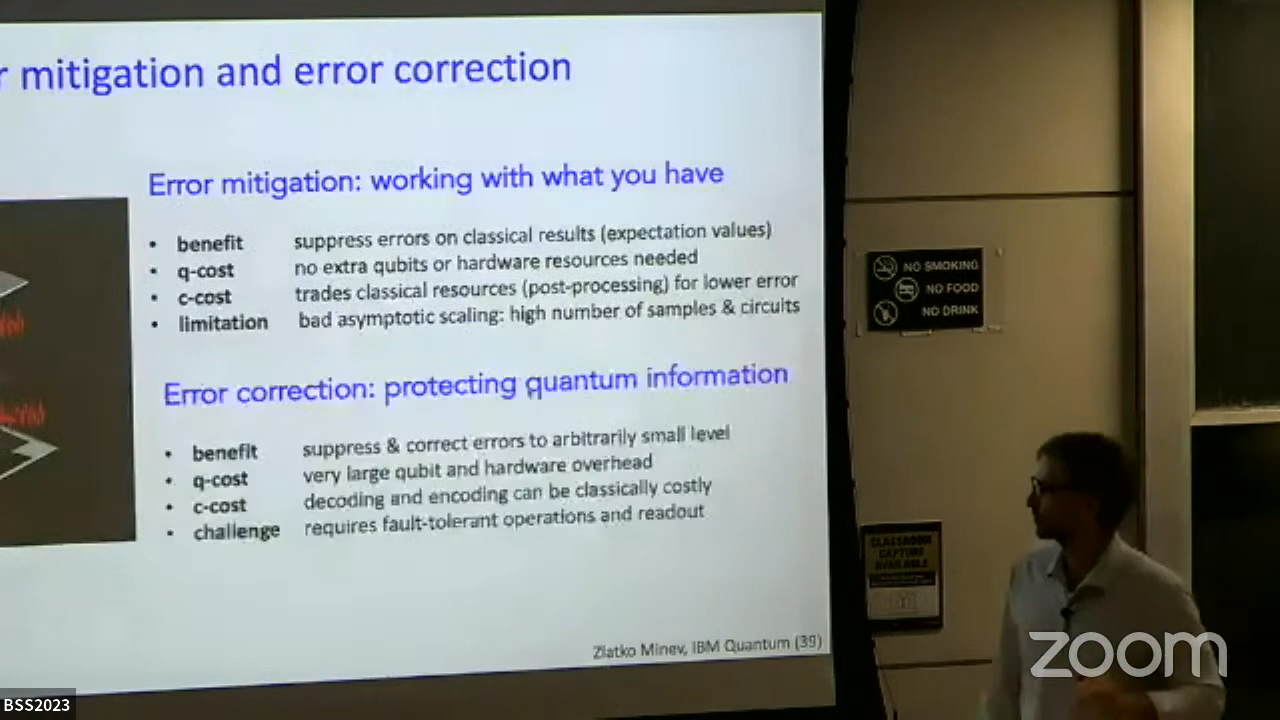 r mitigation and error correction
Error mitigation: working with what you have
• benefit suppress errors on classical results (expectation values)
• q-cost no extra qubits or hardware resources needed
• c-cost trades classical resources (post-processing) for lower error
• limitation bad asymptotic scaling: high number of samples & circuits
Error correction: protecting quantum information
• benefit suppress & correct errors to arbitrarily small level
• q-cost very large qubit and hardware overhead
• c-cost decoding and encoding can be classically costly
• challenge requires fault-tolerant operations and readout
Zlatko Minev, IBM Quantum (39)
NO SMOKING
NO FOOD
NO DRINK
CLASSROOM
CAPTURE
AVAILABLE
zoom
BSS2023